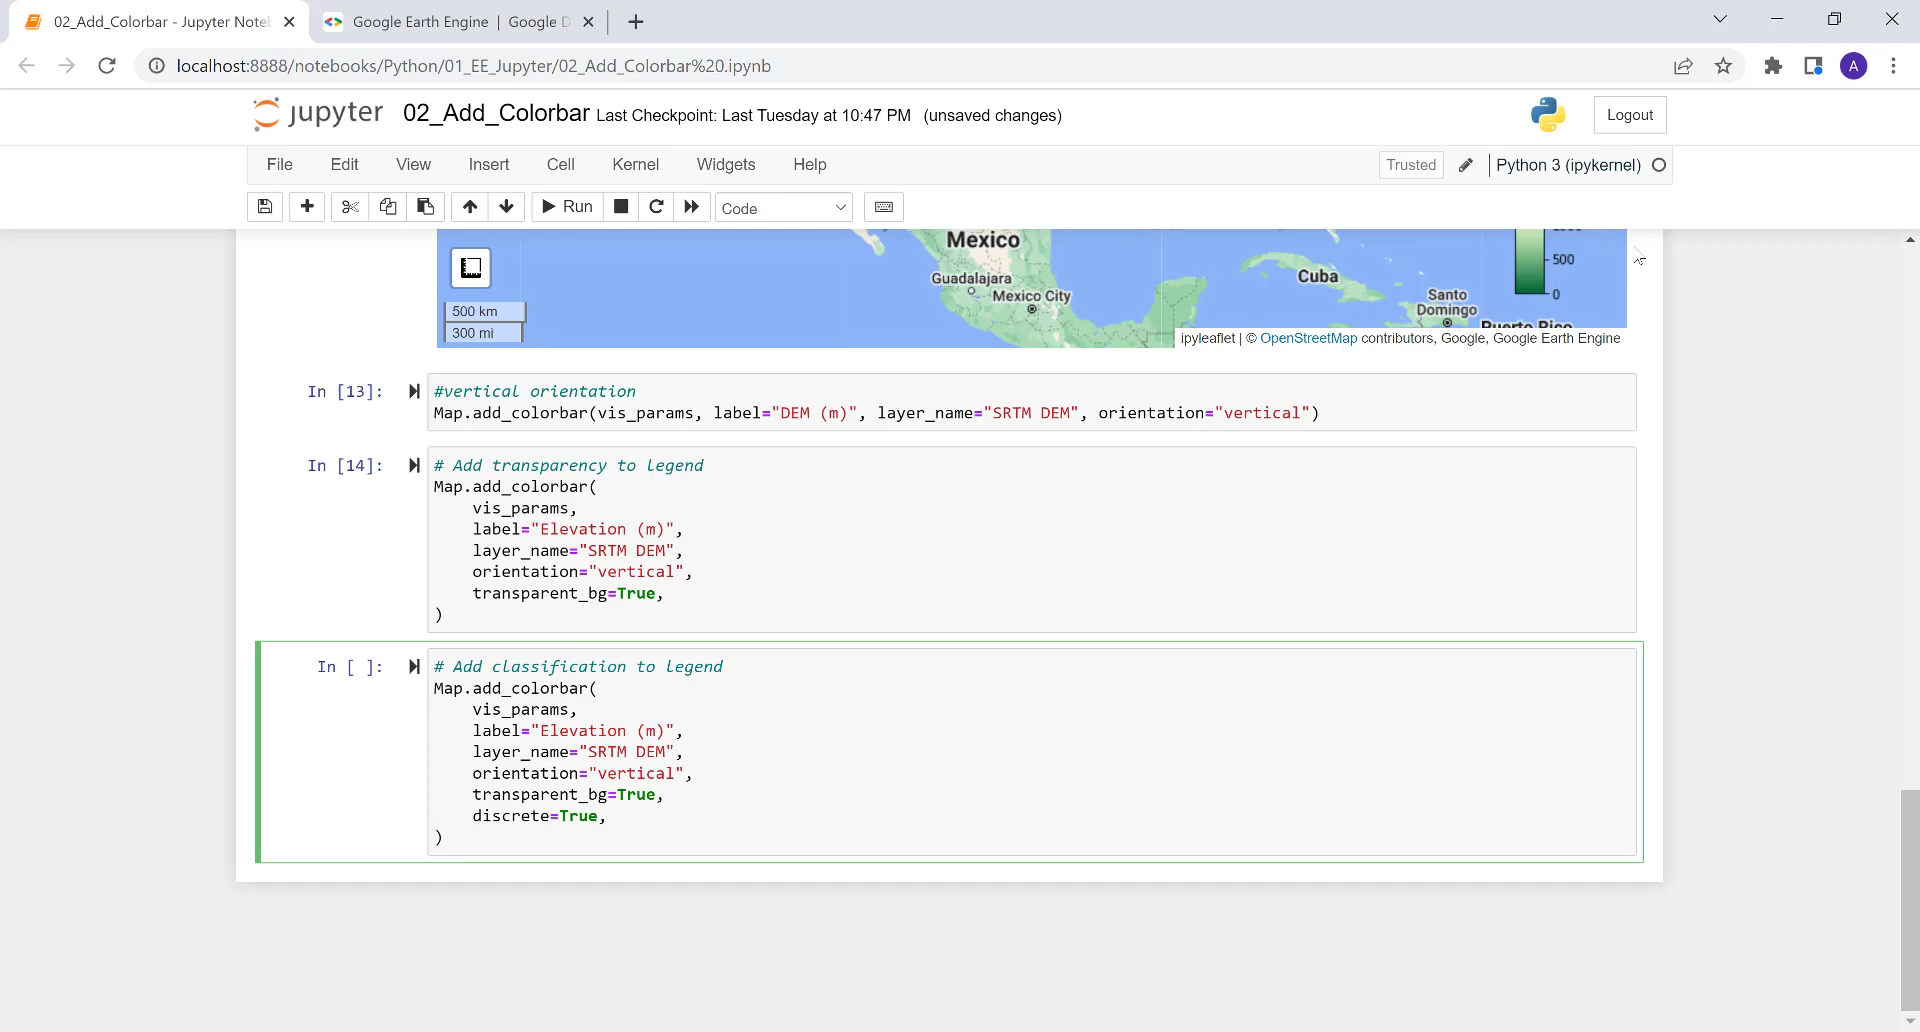 02_Add_Colorbar - Jupyter Note
Google Earth Engine | Google D
localhost:8888/notebooks/Python/01_EE_Jupyter/02_Add_Colorbar%20.ipynb
A
jupyter 02_Add_Colorbar Last Checkpoint: Last Tuesday at 10:47 PM (unsaved changes)
Logout
File Edit View Insert Cell Kernel Widgets Help
Trusted Python 3 (ipykernel)
Run Code
Mexico
500
Guadalajara
Cuba
Mexico City
0
Santo
Domingo
500 km
Puerto Rico
300 mi
ipyleaflet | © OpenStreetMap contributors, Google, Google Earth Engine
In [13]: #vertical orientation
Map.add_colorbar(vis_params, label="DEM (m)", layer_name="SRTM DEM", orientation="vertical")
In [14]: # Add transparency to legend
Map.add_colorbar(
vis_params,
label="Elevation (m)",
layer_name="SRTM DEM",
orientation="vertical",
transparent_bg=True,
)
In [ ]: # Add classification to legend
Map.add_colorbar(
vis_params,
label="Elevation (m)",
layer_name="SRTM DEM",
orientation="vertical",
transparent_bg=True,
discrete=True,
)